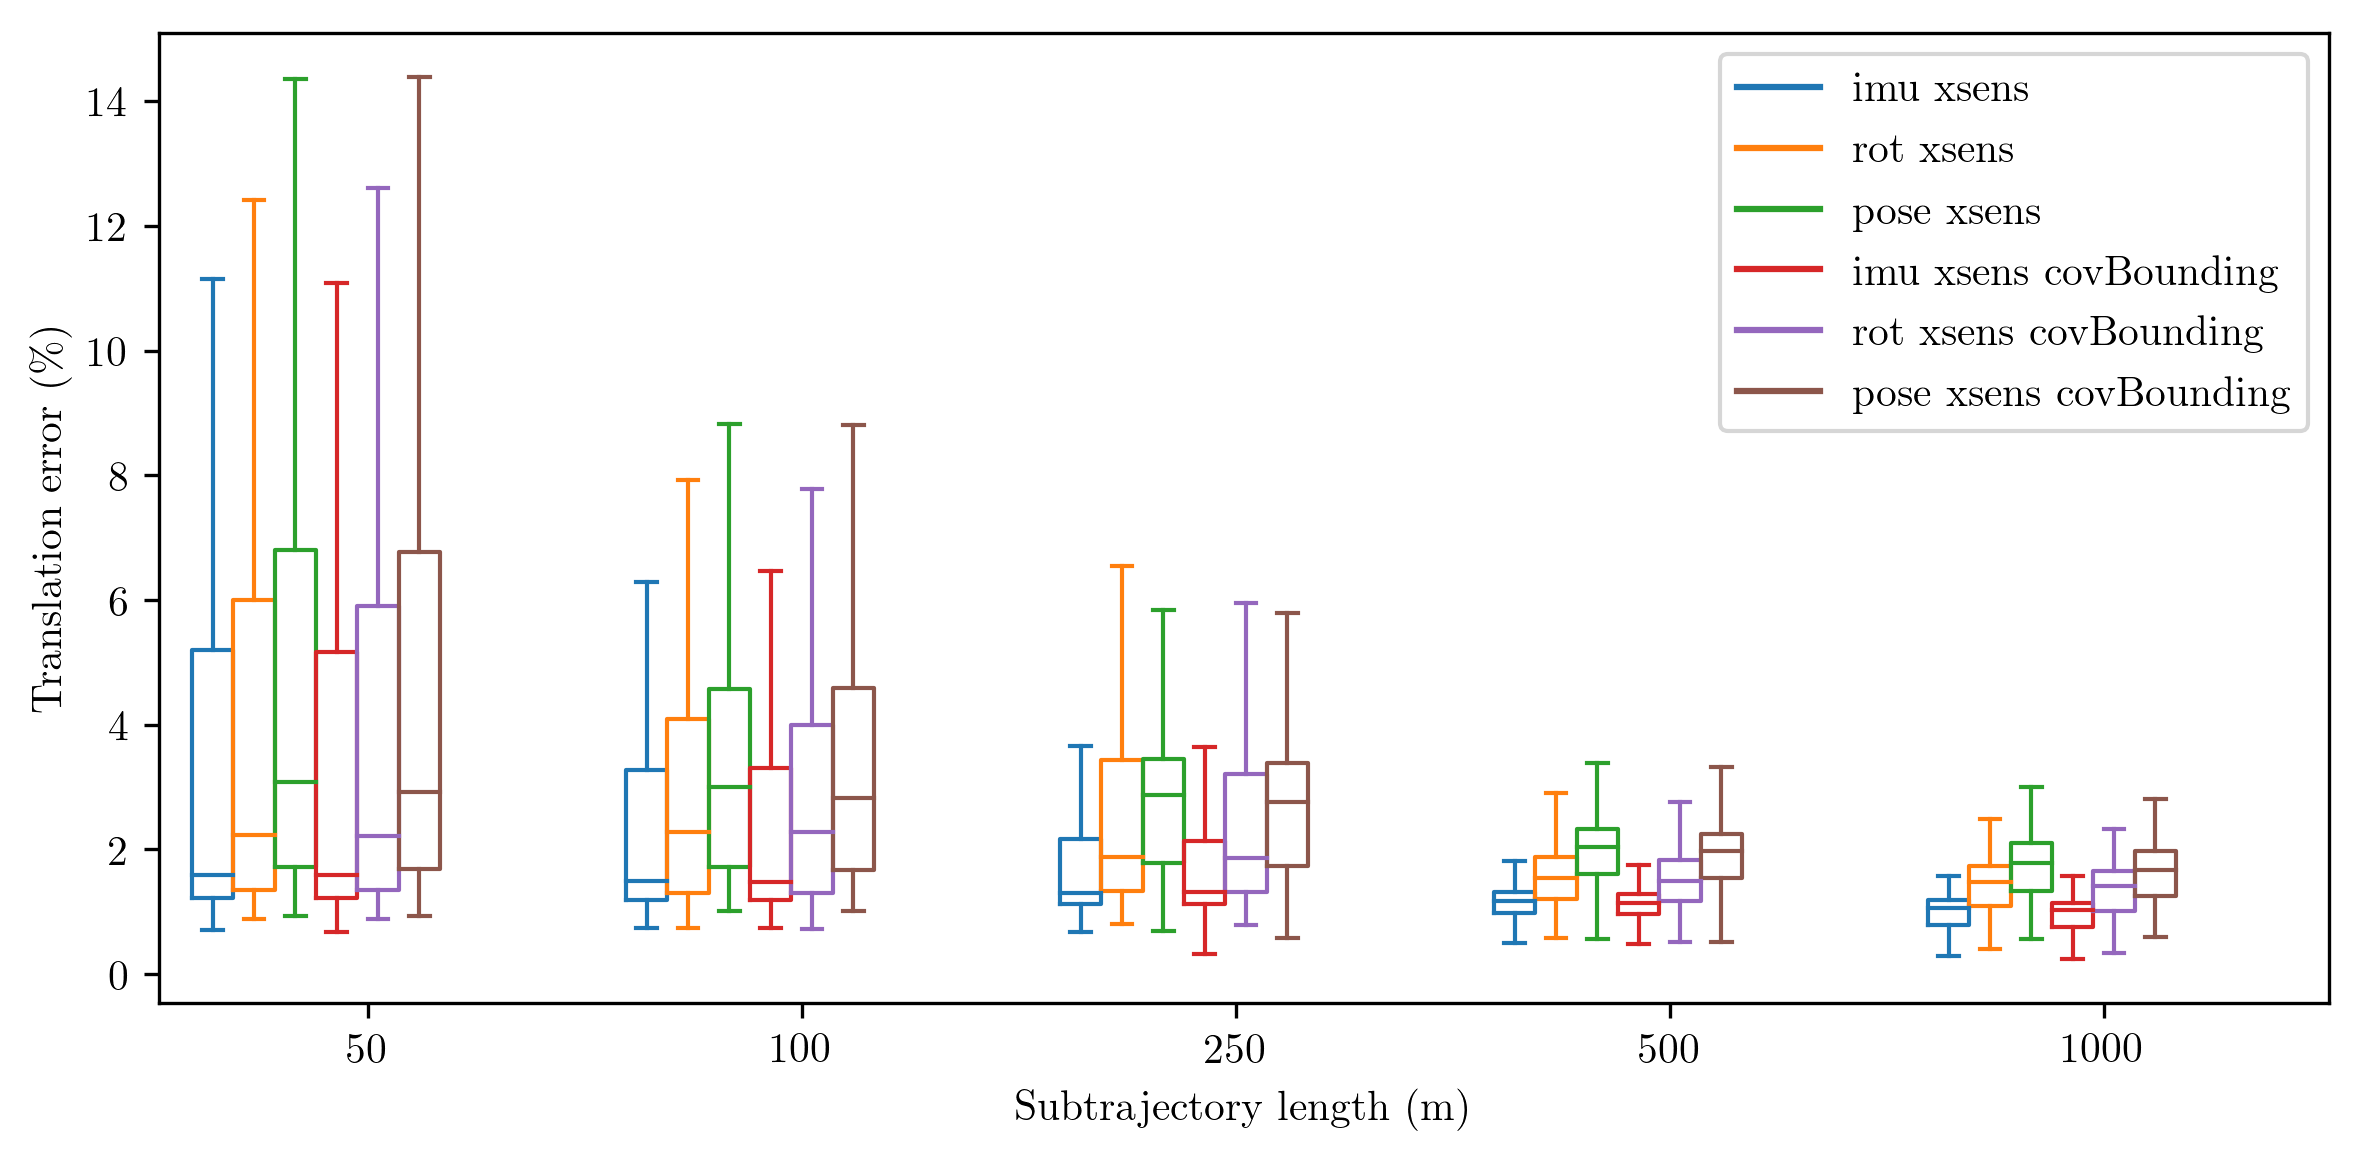 imu xsens
rot xsens
pose xsens
imu xsens covBounding
rot xsens covBounding
pose xsens covBounding
Translation error (%)
14
12
10
8
6
4
2
0
50 100 250 500 1000
Subtrajectory length (m)